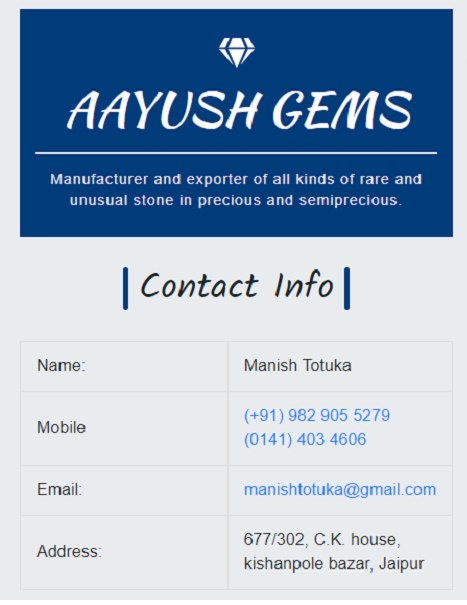 AAYUSH GEMS
Manufacturer and exporter of all kinds of rare and
unusual stone in precious and semiprecious.
Contact Info
Name: Manish Totuka
Mobile (+91) 982 905 5279
(0141) 403 4606
Email: manishtotuka@gmail.com
Address: 677/302, C.K. house,
kishanpole bazar, Jaipur